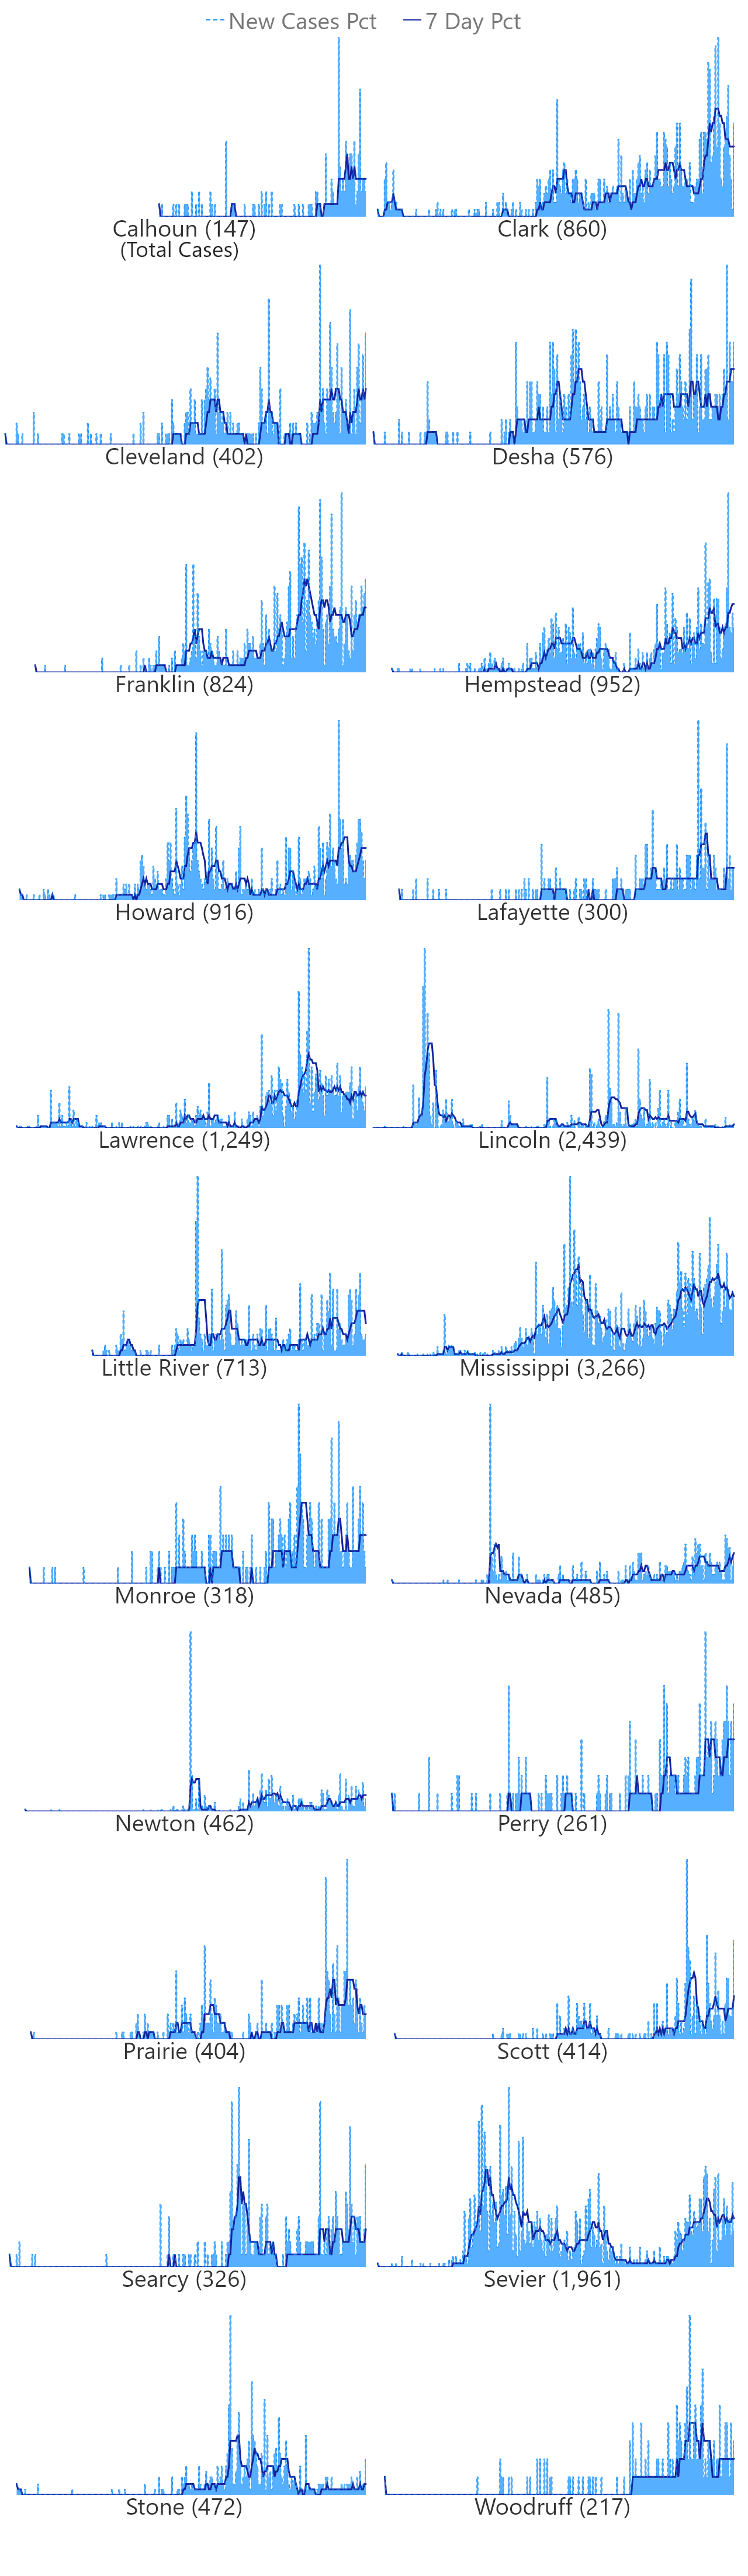 New Cases Pct 7 Day Pct
Calhoun (147) Clark (860)
(Total Cases)
Cleveland (402) Desha (576)
Franklin (824) Hempstead (952)
Howard (916) Lafayette (300)
Lawrence (1,249) Lincoln (2,439)
Little River (713) Mississippi (3,266)
Monroe (318) Nevada (485)
Newton (462) Perry (261)
Prairie (404) Scott (414)
Searcy (326) Sevier (1,961)
Stone (472) Woodruff (217)